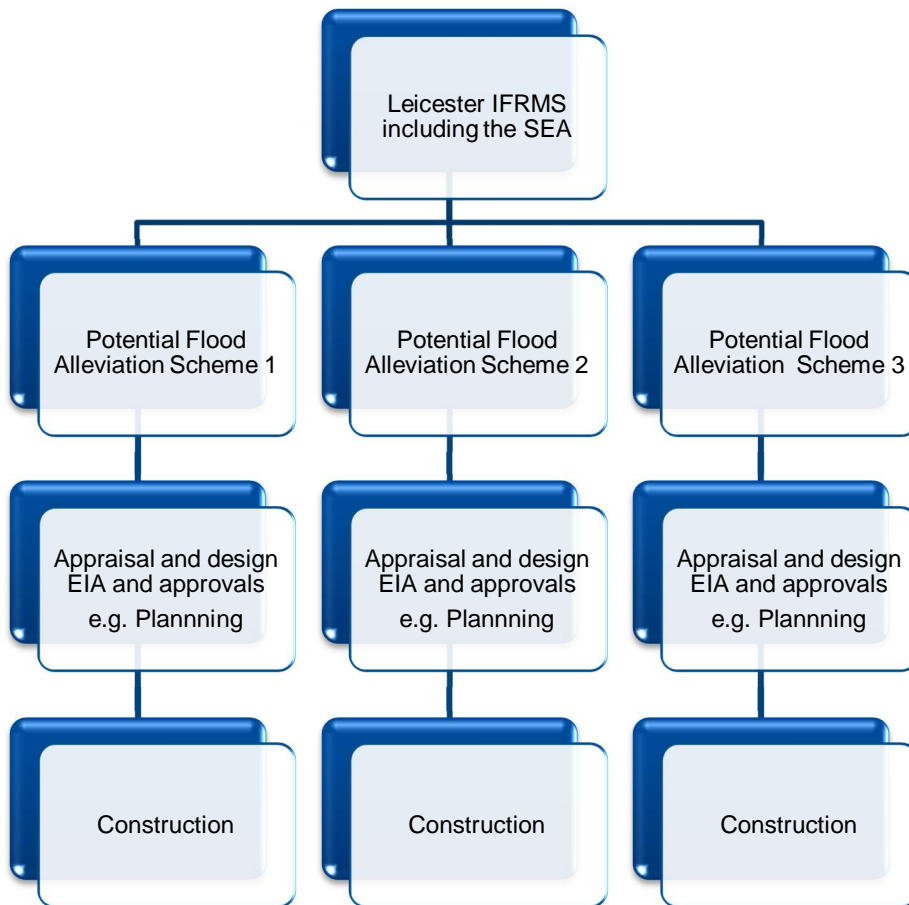 Leicester IFRMS
including the SEA
Potential Flood
Alleviation Scheme 1
Potential Flood
Alleviation Scheme 2
Potential Flood
Alleviation Scheme 3
Appraisal and design
EIA and approvals
e.g. Plannning
Appraisal and design
EIA and approvals
e.g. Plannning
Appraisal and design
EIA and approvals
e.g. Plannning
Construction
Construction
Construction